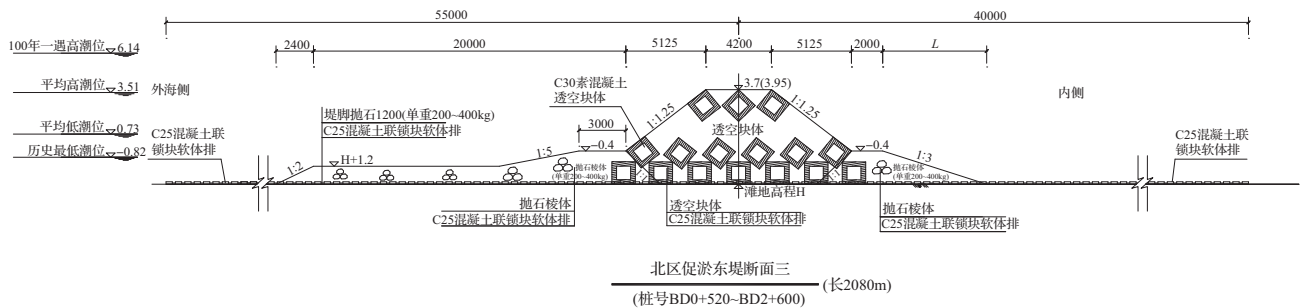 55000
40000
2400
20000
5125
4200
5125
2000
L
100年一遇高潮位 6.14
平均高潮位 3.51
平均低潮位 0.73
历史最低潮位 -0.82
外海侧
内侧
C25混凝土联
锁块软体排
堤脚抛石1200(单重200~400kg)
C25混凝土联锁块软体排
C30素混凝土
透空块体
3.7(3.95)
1:1.25
1:1.25
透空块体
3000
-0.4
-0.4
1:2
H+1.2
1:5
1:3
抛石棱体
(单重200~400kg)
1:1
1:1
抛石棱体
(单重200~400kg)
C25混凝土联
锁块软体排
滩地高程H
抛石棱体
C25混凝土联锁块软体排
透空块体
C25混凝土联锁块软体排
抛石棱体
C25混凝土联锁块软体排
北区促淤东堤断面三
(长2080m)
(桩号BD0+520~BD2+600)